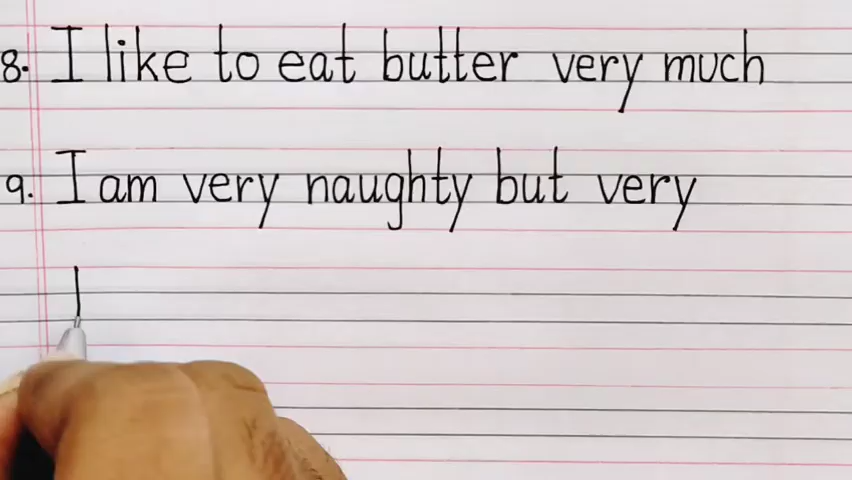 8. I like to eat butter very much
9. I am very naughty but very